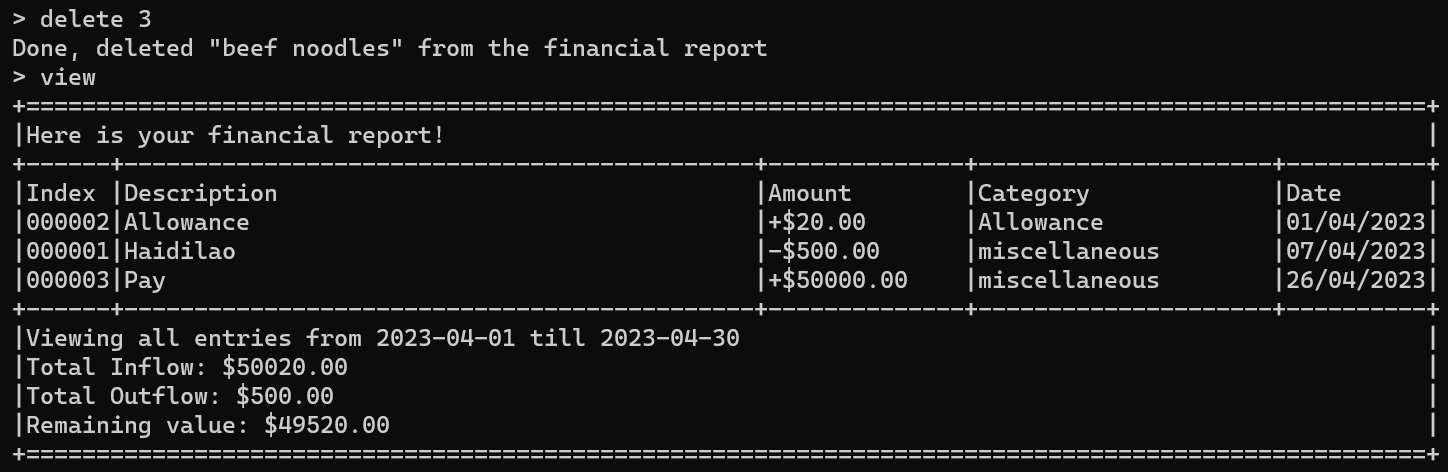 > delete 3
Done, deleted "beef noodles" from the financial report
> view
+====================================================================================================+
|Here is your financial report!                                                                      |
+------+---------------------------------------------+--------------+---------------------+----------+
|Index |Description                                  |Amount        |Category             |Date      |
|000002|Allowance                                    |+$20.00       |Allowance            |01/04/2023|
|000001|Haidilao                                     |-$500.00      |miscellaneous        |07/04/2023|
|000003|Pay                                          |+$50000.00    |miscellaneous        |26/04/2023|
+------+---------------------------------------------+--------------+---------------------+----------+
|Viewing all entries from 2023-04-01 till 2023-04-30                                                 |
|Total Inflow: $50020.00                                                                             |
|Total Outflow: $500.00                                                                              |
|Remaining value: $49520.00                                                                          |
+====================================================================================================+